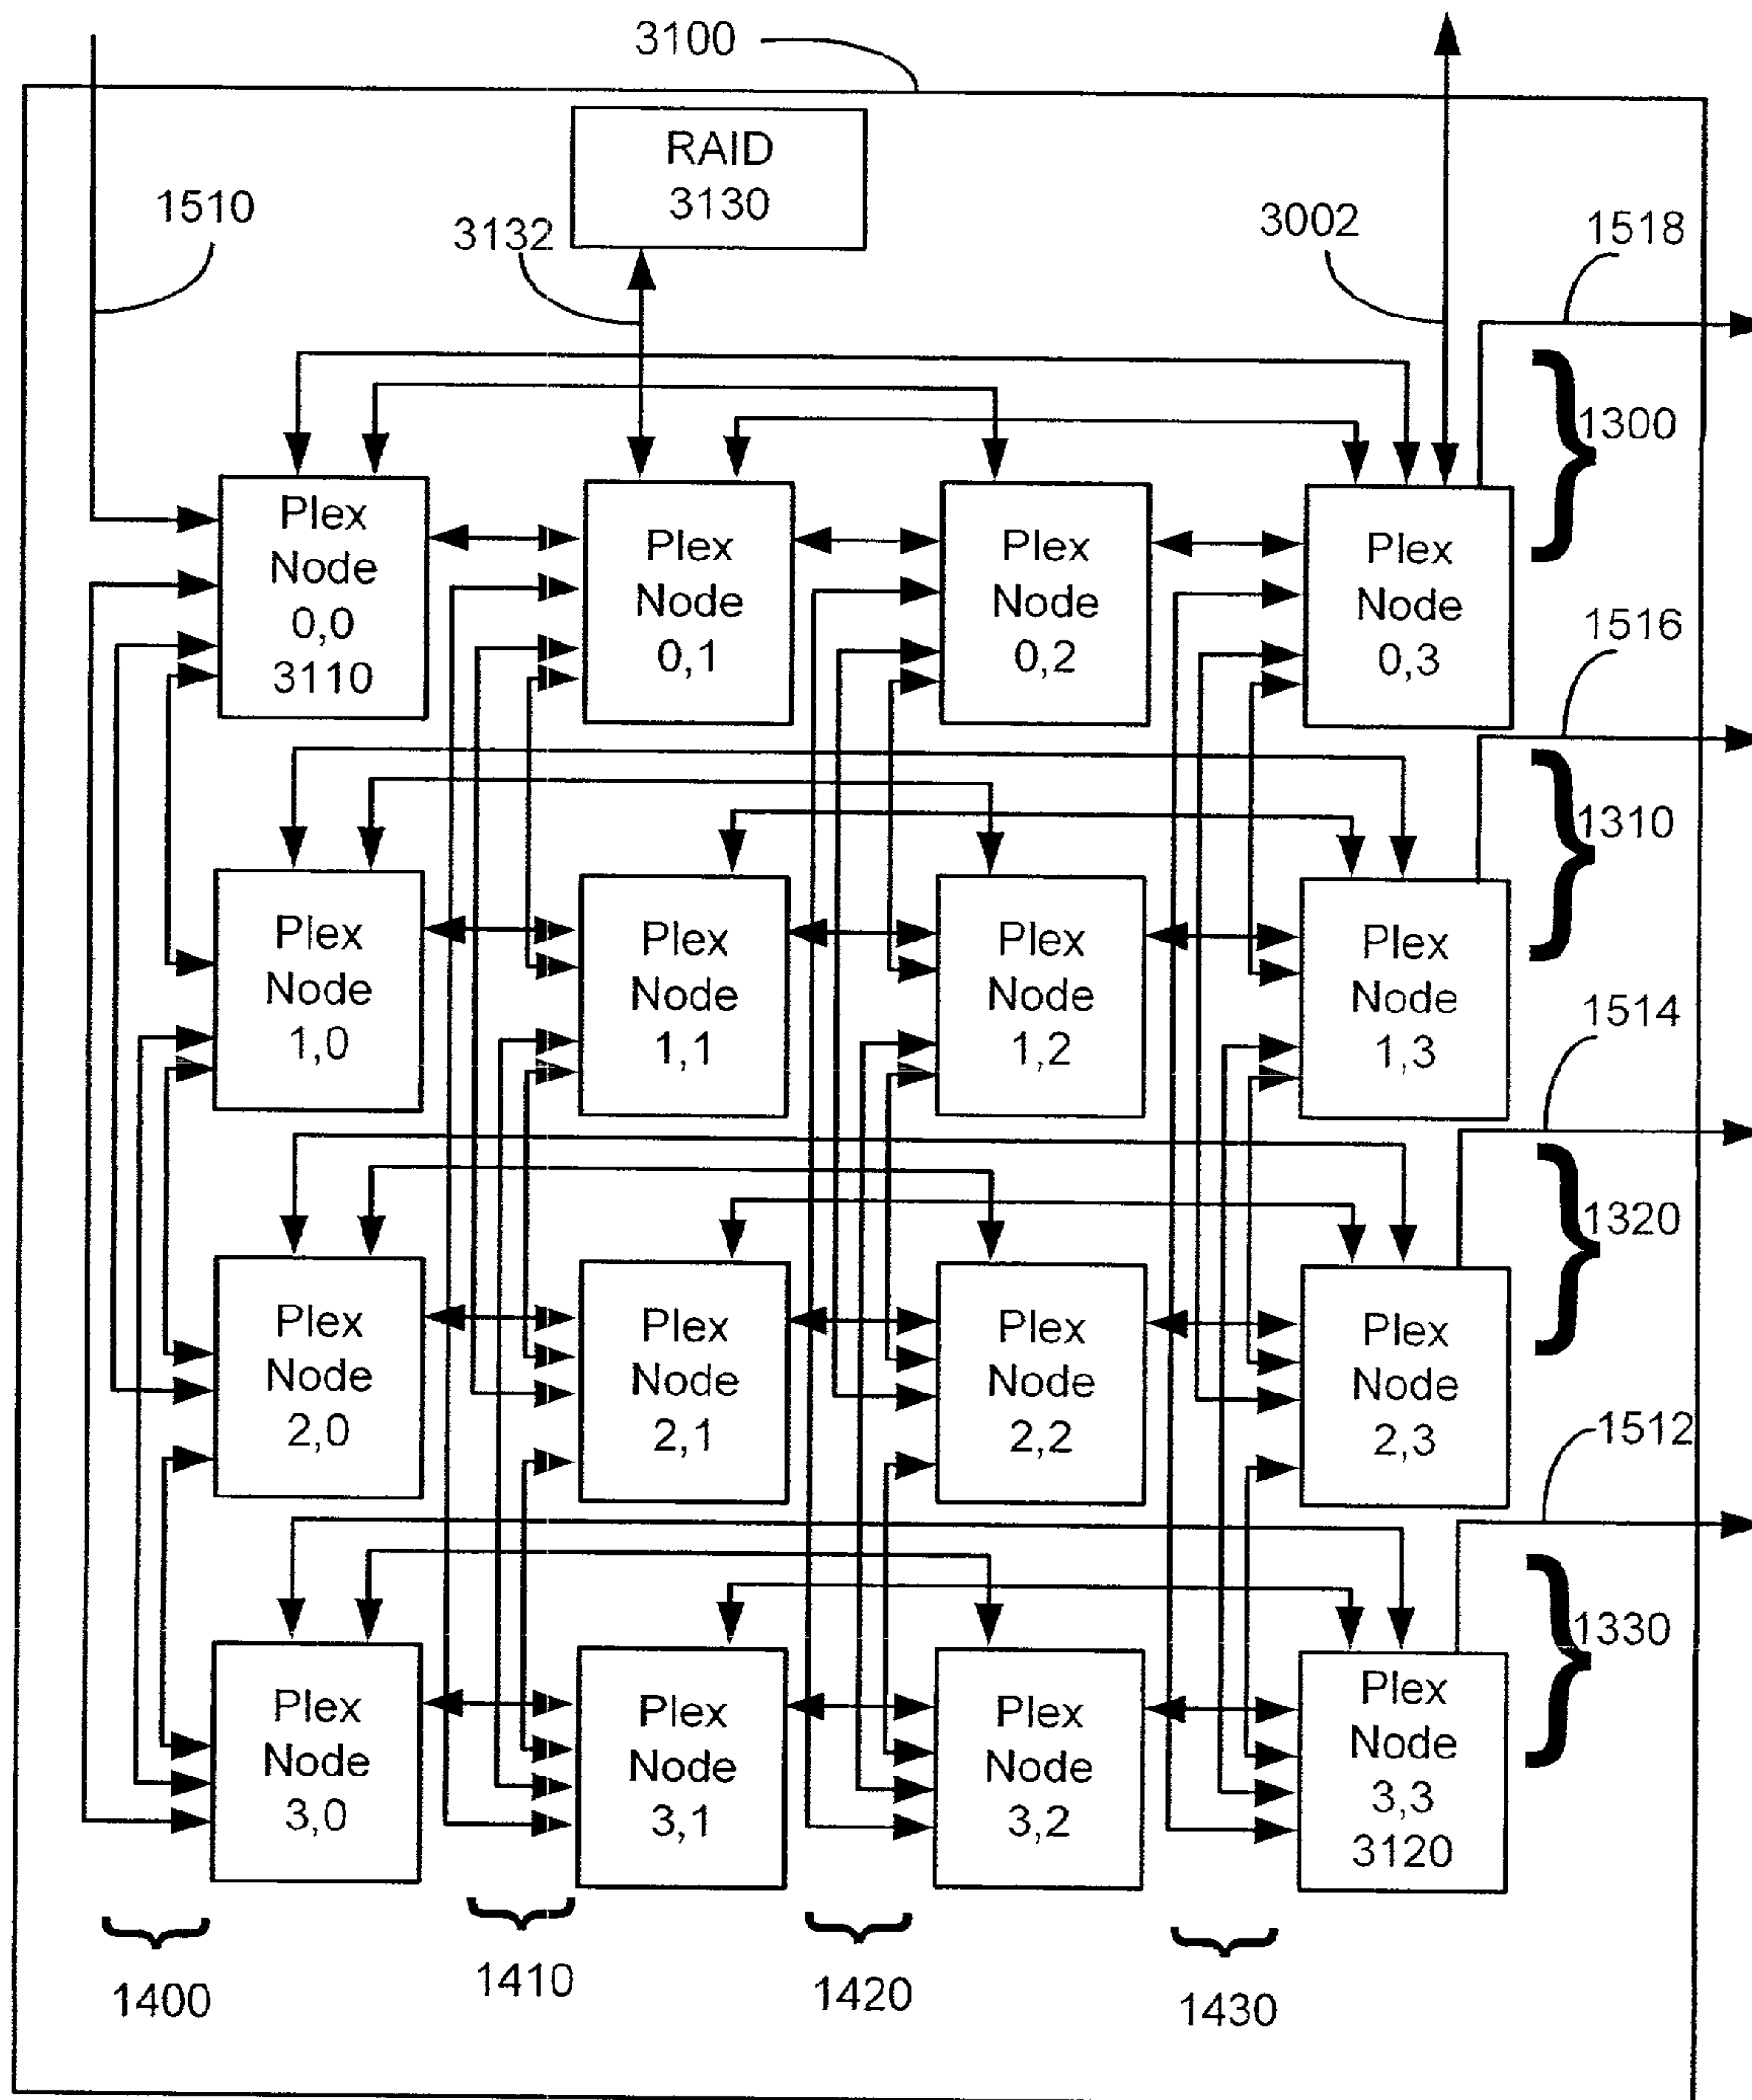 3100
RAID
3130
1510
3132
3002
1518
1300
Plex
Node
0,0
3110
Plex
Node
0,1
Plex
Node
0,2
Plex
Node
0,3
1516
1310
Plex
Node
1,0
Plex
Node
1,1
Plex
Node
1,2
Plex
Node
1,3
1514
1320
Plex
Node
2,0
Plex
Node
2,1
Plex
Node
2,2
Plex
Node
2,3
1512
1330
Plex
Node
3,0
Plex
Node
3,1
Plex
Node
3,2
Plex
Node
3,3
3120
1400
1410
1420
1430